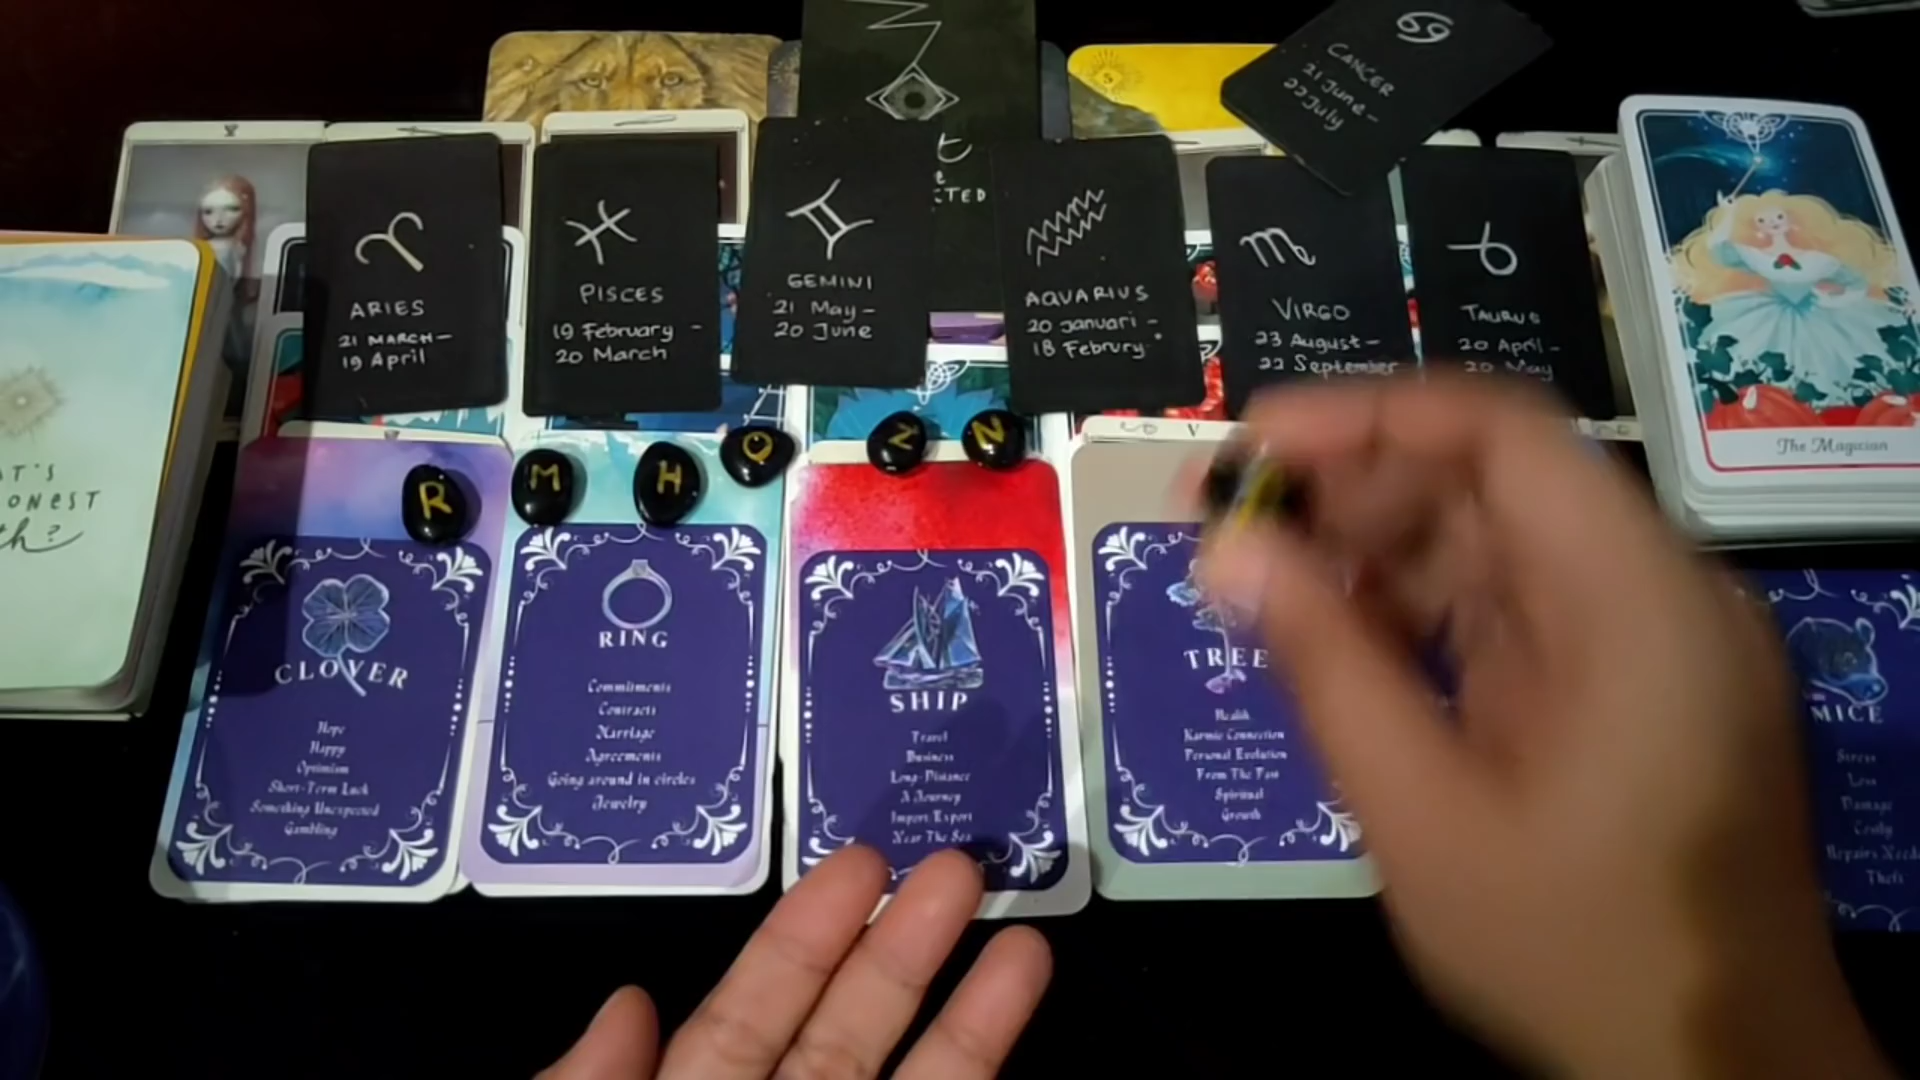 CANCER
21 June -
22 July
CTED
ARIES
21 MARCH -
19 April
PISCES
19 February -
20 March
GEMINI
21 May -
20 June
AQUARIUS
20 Januari -
18 Februry
VIRGO
23 August -
22 September
TAURUS
20 April -
20 May
The Magician
ONEST
R
M
H
Q
Z
N
V
CLOVER
Hope
Happy
Optimism
Short-Term Luck
Something Unexpected
Gambling
RING
Commitments
Contracts
Marriage
Agreements
Going around in circles
Jewelry
SHIP
Travel
Business
Long-Distance
A Journey
Import/Export
Near The Sea
TREE
Health
Karmic Connection
Personal Evolution
From The Past
Spiritual
Growth
MICE
Stress
Loss
Damage
Costly
Repairs
Theft